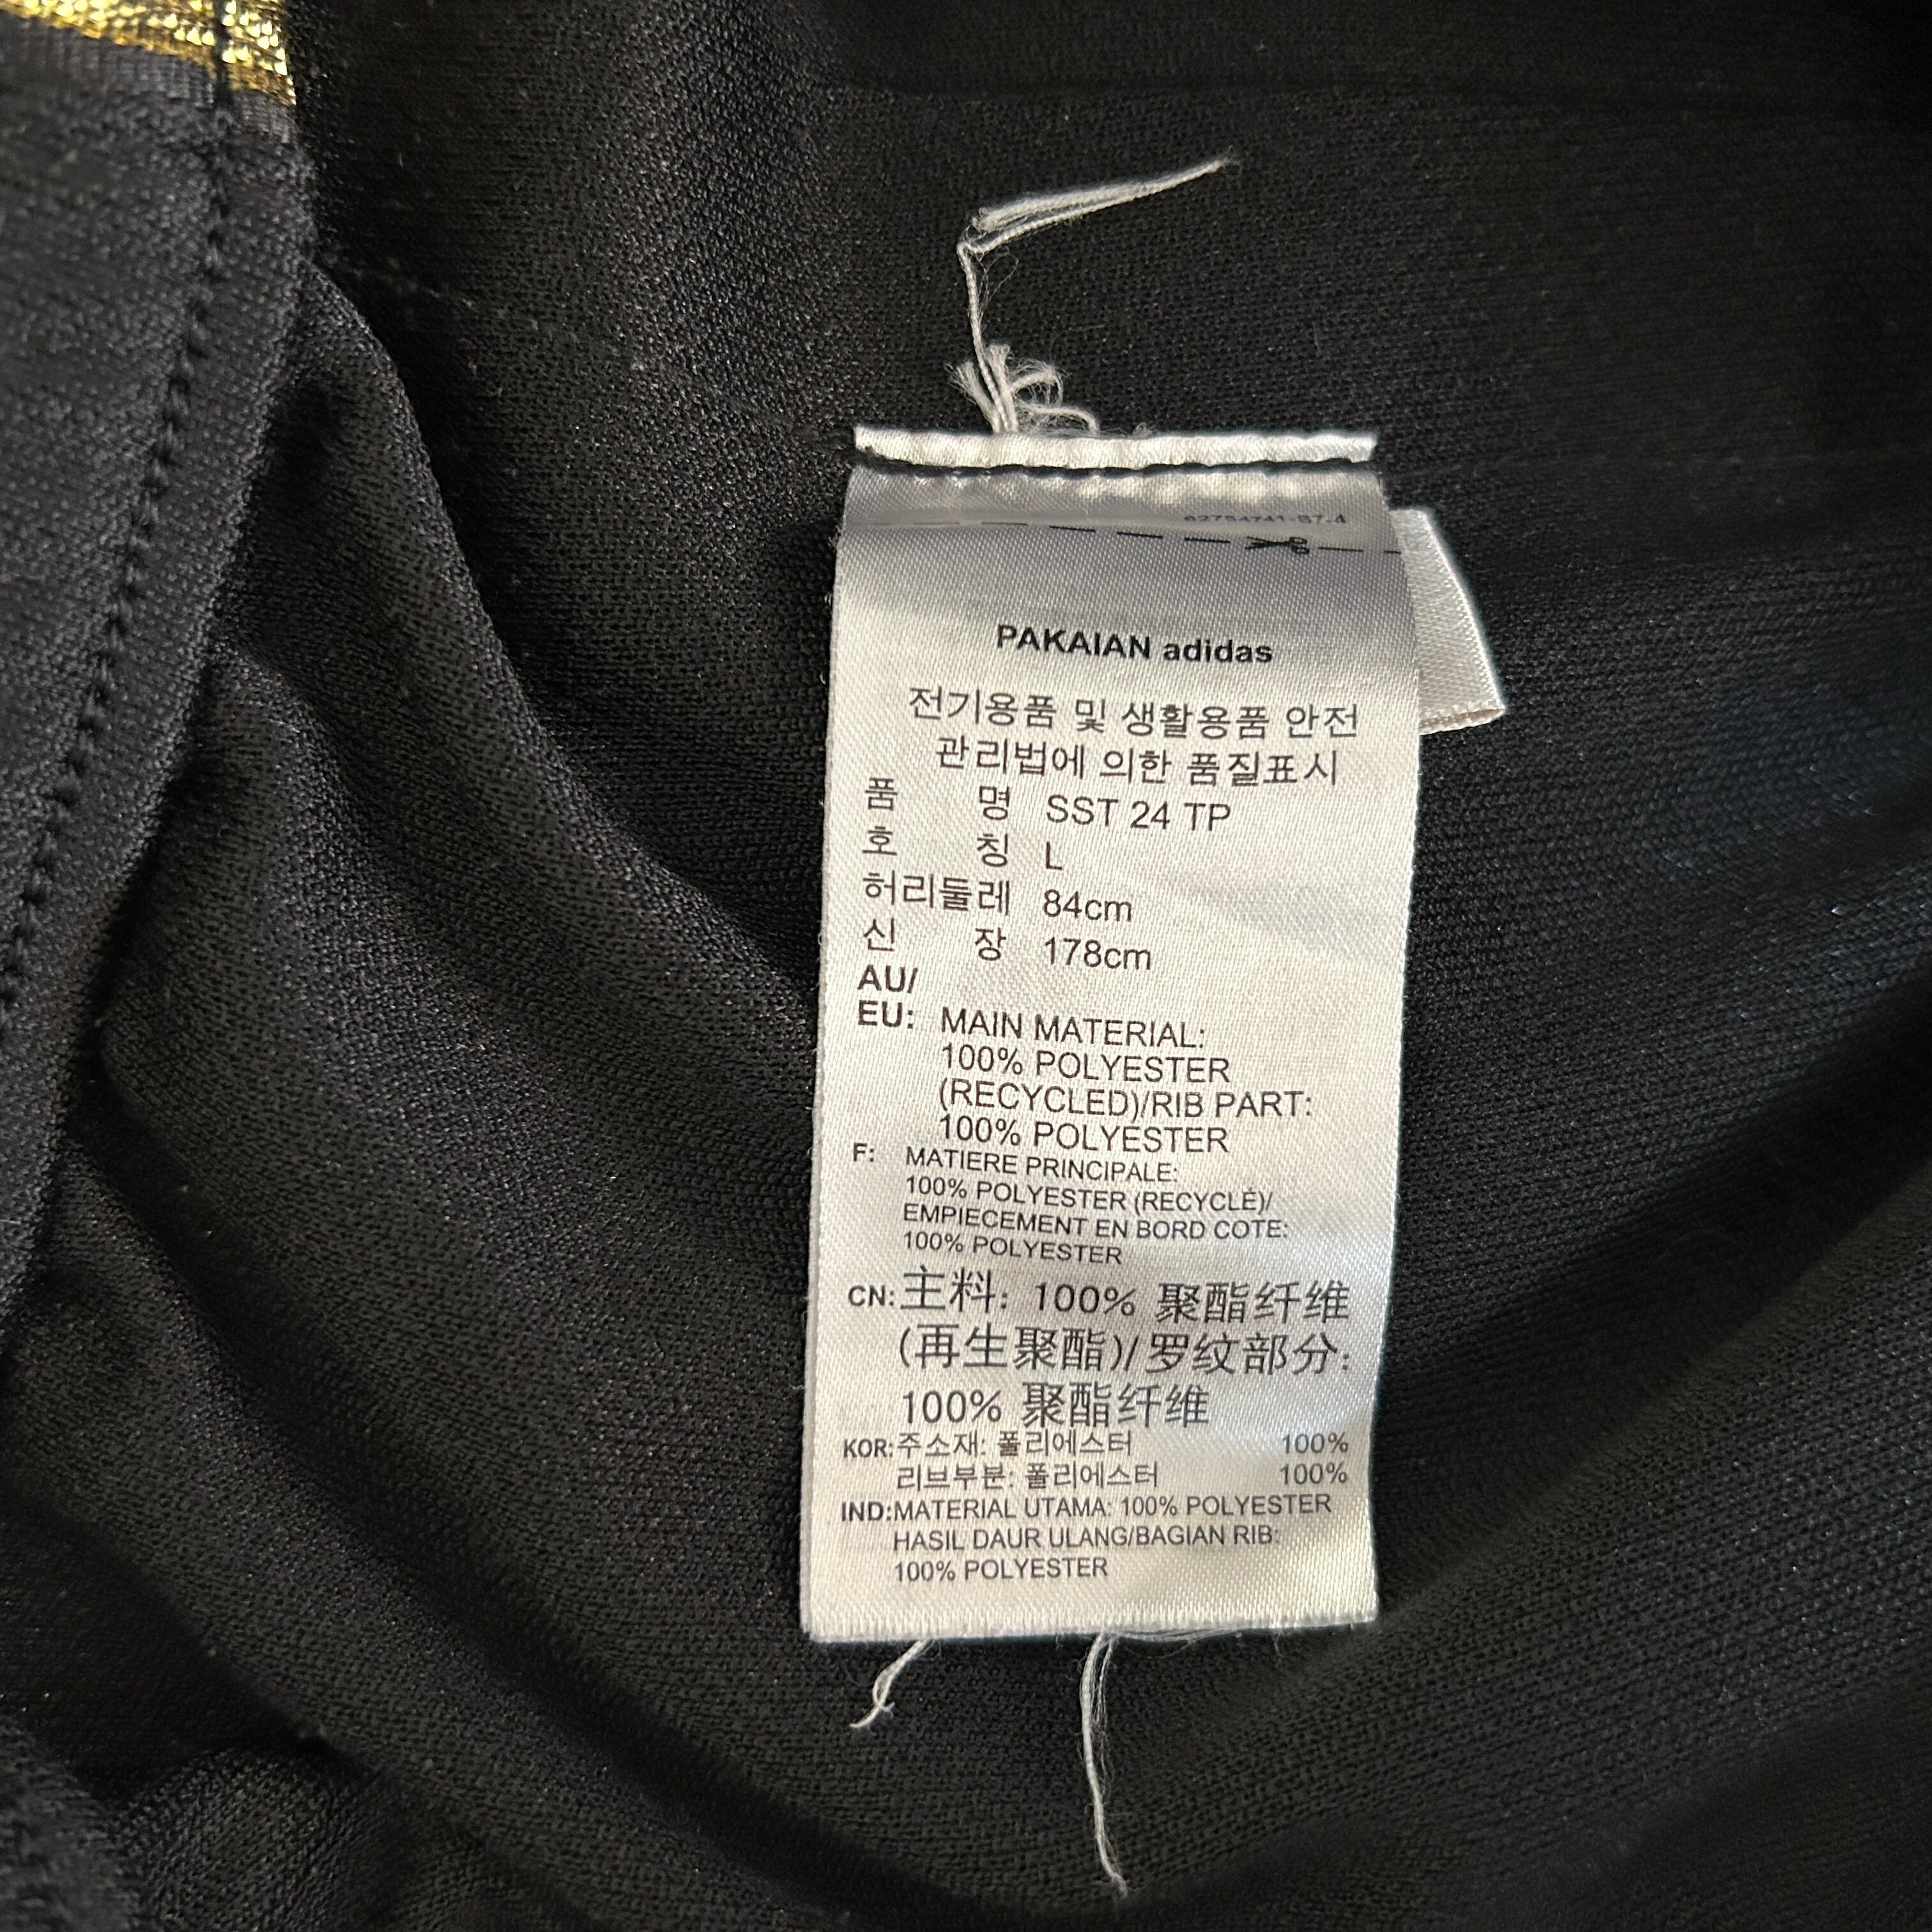 PAKAIAN adidas
전기용품 및 생활용품 안전
관리법에 의한 품질표시
품 명 SST 24 TP
호 칭 L
허리둘레 84cm
신 장 178cm
AU/
EU: MAIN MATERIAL:
100% POLYESTER
(RECYCLED)/RIB PART:
100% POLYESTER
F: MATIERE PRINCIPALE:
100% POLYESTER (RECYCLÉ)/
EMPIECEMENT EN BORD COTE:
100% POLYESTER
CN: 主料: 100% 聚酯纤维
(再生聚酯)/罗纹部分:
100% 聚酯纤维
KOR: 주소재: 폴리에스터 100%
리브부분: 폴리에스터 100%
IND: MATERIAL UTAMA: 100% POLYESTER
HASIL DAUR ULANG/BAGIAN RIB:
100% POLYESTER